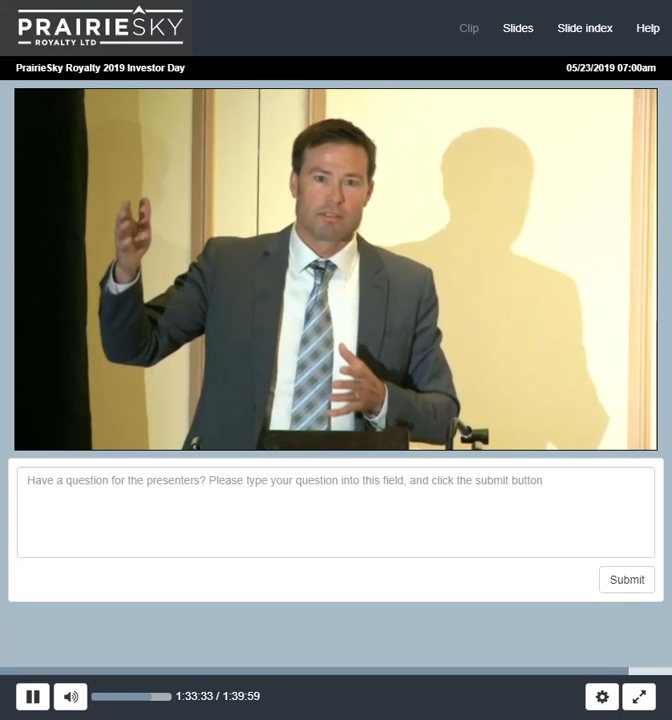 PRAIRIESKY
ROYALTY LTD
Clip Slides Slide index Help
PrairieSky Royalty 2019 Investor Day 05/23/2019 07:00am
Have a question for the presenters? Please type your question into this field, and click the submit button
Submit
1:33:33 / 1:39:59